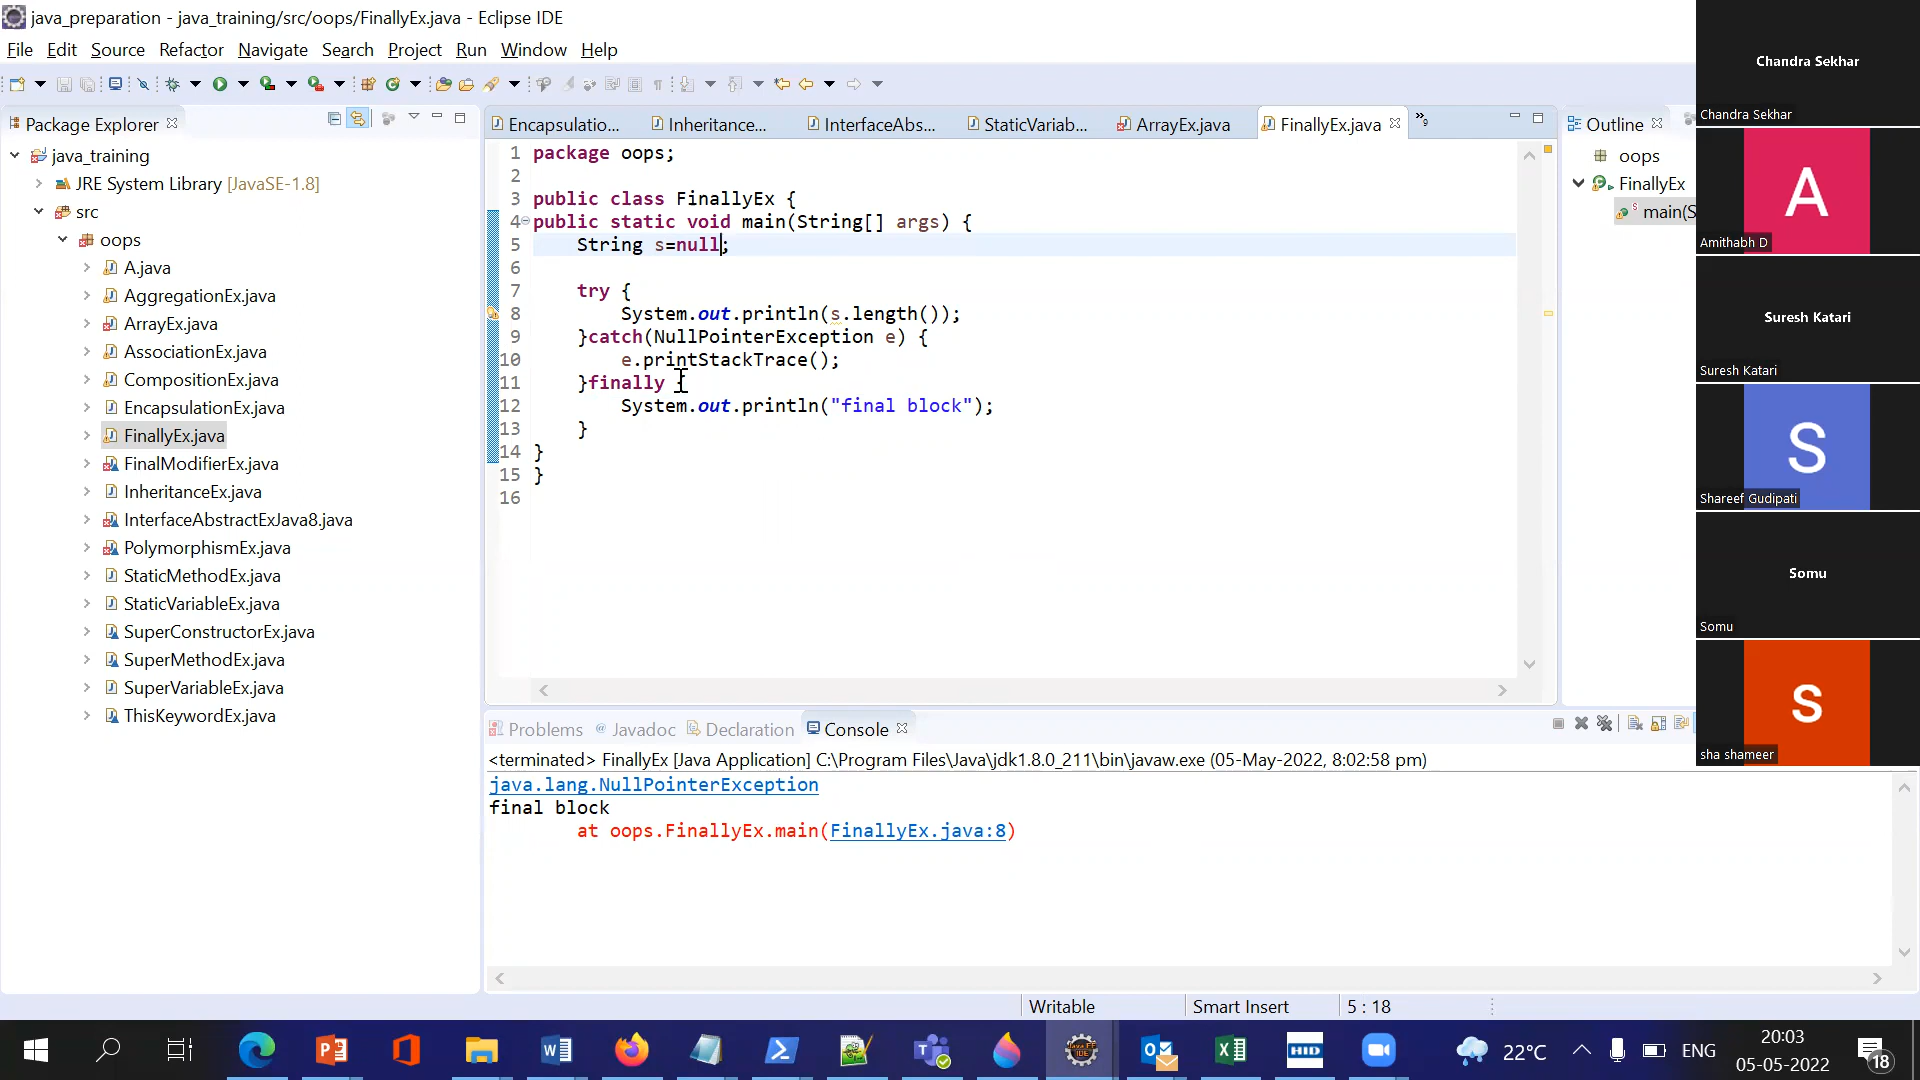 java_preparation - java_training/src/oops/FinallyEx.java - Eclipse IDE
File Edit Source Refactor Navigate Search Project Run Window Help
Package Explorer
java_training
JRE System Library [JavaSE-1.8]
src
oops
A.java
AggregationEx.java
ArrayEx.java
AssociationEx.java
CompositionEx.java
EncapsulationEx.java
FinallyEx.java
FinalModifierEx.java
InheritanceEx.java
InterfaceAbstractExJava8.java
PolymorphismEx.java
StaticMethodEx.java
StaticVariableEx.java
SuperConstructorEx.java
SuperMethodEx.java
SuperVariableEx.java
ThisKeywordEx.java
Encapsulatio... Inheritance... InterfaceAbs... StaticVariab... ArrayEx.java FinallyEx.java »9
1 package oops;
2
3 public class FinallyEx {
4 public static void main(String[] args) {
5     String s=null;
6
7     try {
8         System.out.println(s.length());
9     }catch(NullPointerException e) {
10         e.printStackTrace();
11     }finally {
12         System.out.println("final block");
13     }
14 }
15 }
16
Outline
oops
FinallyEx
main(S
Problems @ Javadoc Declaration Console
<terminated> FinallyEx [Java Application] C:\Program Files\Java\jdk1.8.0_211\bin\javaw.exe (05-May-2022, 8:02:58 pm)
java.lang.NullPointerException
final block
        at oops.FinallyEx.main(FinallyEx.java:8)
Writable Smart Insert 5 : 18
Chandra Sekhar
Chandra Sekhar
A
Amithabh D
Suresh Katari
Suresh Katari
S
Shareef Gudipati
Somu
Somu
S
sha shameer
HID
22°C ENG 20:03
05-05-2022
18